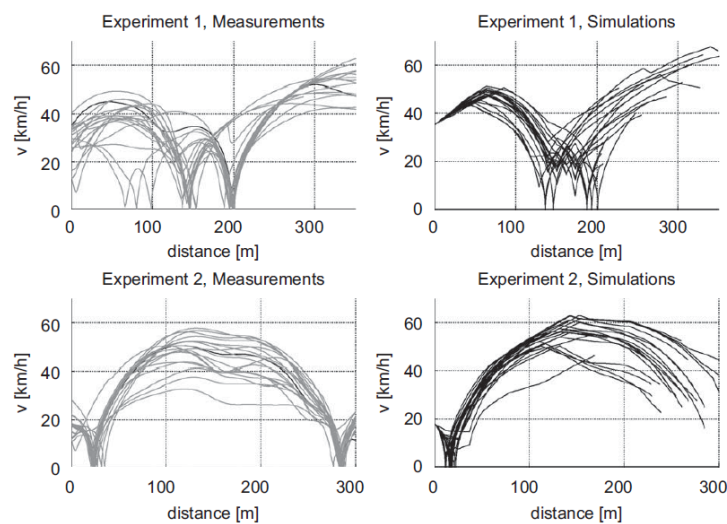 Experiment 1, Measurements
Experiment 1, Simulations
v [km/h]
60
40
20
0
0
100
200
300
distance [m]
v [km/h]
60
40
20
0
0
100
200
300
distance [m]
Experiment 2, Measurements
Experiment 2, Simulations
v [km/h]
60
40
20
0
0
100
200
300
distance [m]
v [km/h]
60
40
20
0
0
100
200
300
distance [m]